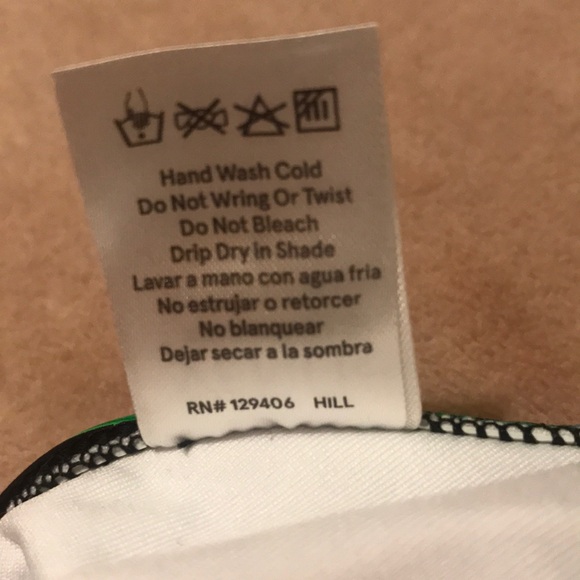 Hand Wash Cold
Do Not Wring Or Twist
Do Not Bleach
Drip Dry in Shade
Lavar a mano con agua fria
No estrujar o retorcer
No blanquear
Dejar secar a la sombra
RN# 129406 HILL